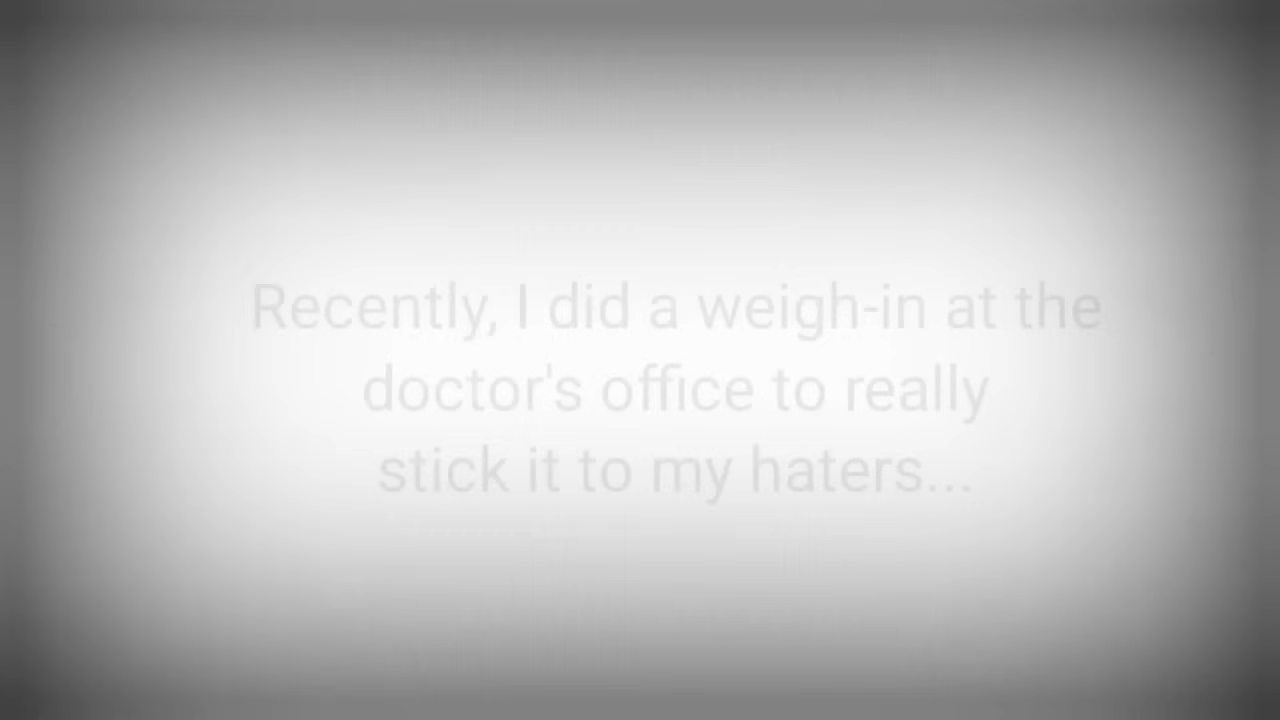 Recently, I did a weigh-in at the
doctor's office to really
stick it to my haters...